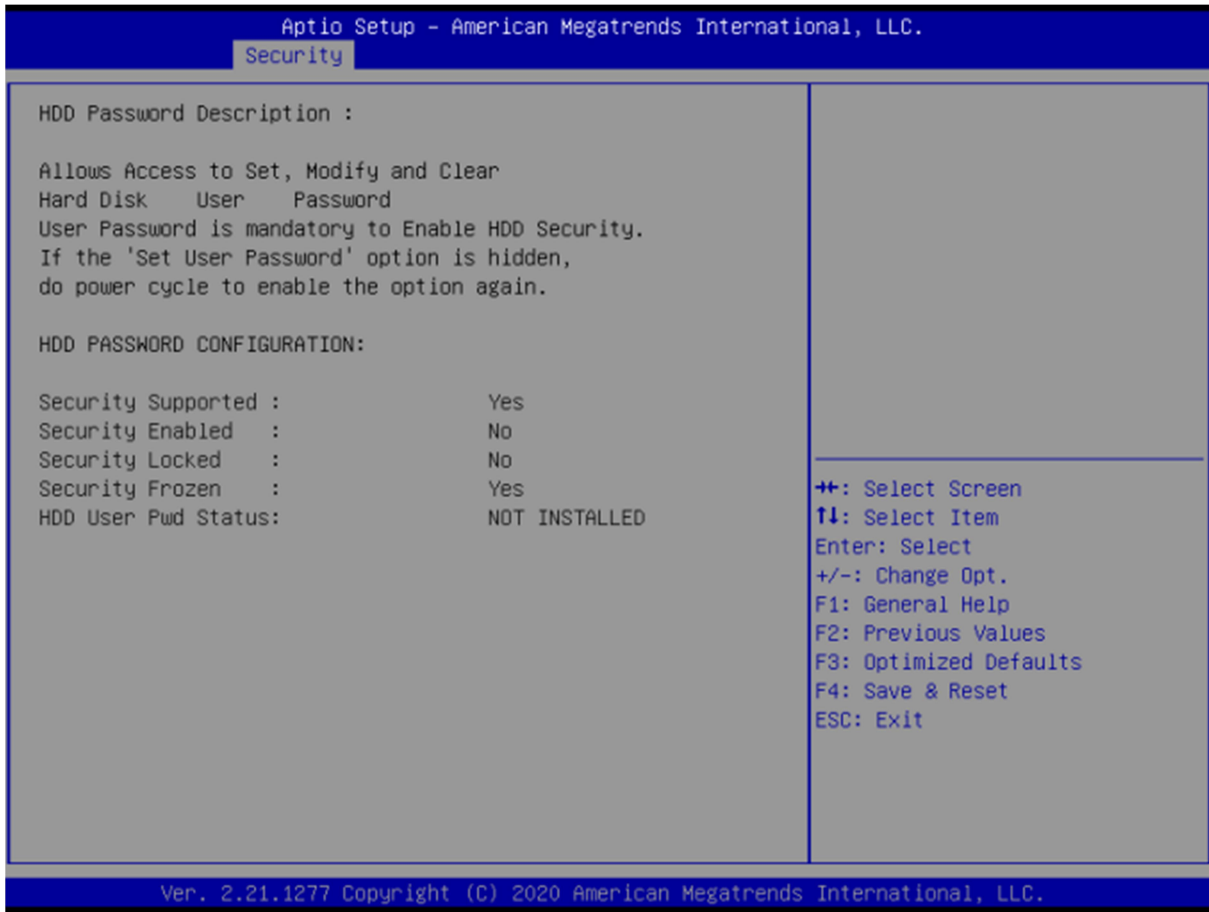 Aptio Setup – American Megatrends International, LLC.
Security
HDD Password Description :
Allows Access to Set, Modify and Clear
Hard Disk    User    Password
User Password is mandatory to Enable HDD Security.
If the 'Set User Password' option is hidden,
do power cycle to enable the option again.
HDD PASSWORD CONFIGURATION:
Security Supported :    Yes
Security Enabled   :    No
Security Locked    :    No
Security Frozen    :    Yes
HDD User Pwd Status:    NOT INSTALLED
→←: Select Screen
↑↓: Select Item
Enter: Select
+/-: Change Opt.
F1: General Help
F2: Previous Values
F3: Optimized Defaults
F4: Save & Reset
ESC: Exit
Ver. 2.21.1277 Copyright (C) 2020 American Megatrends International, LLC.